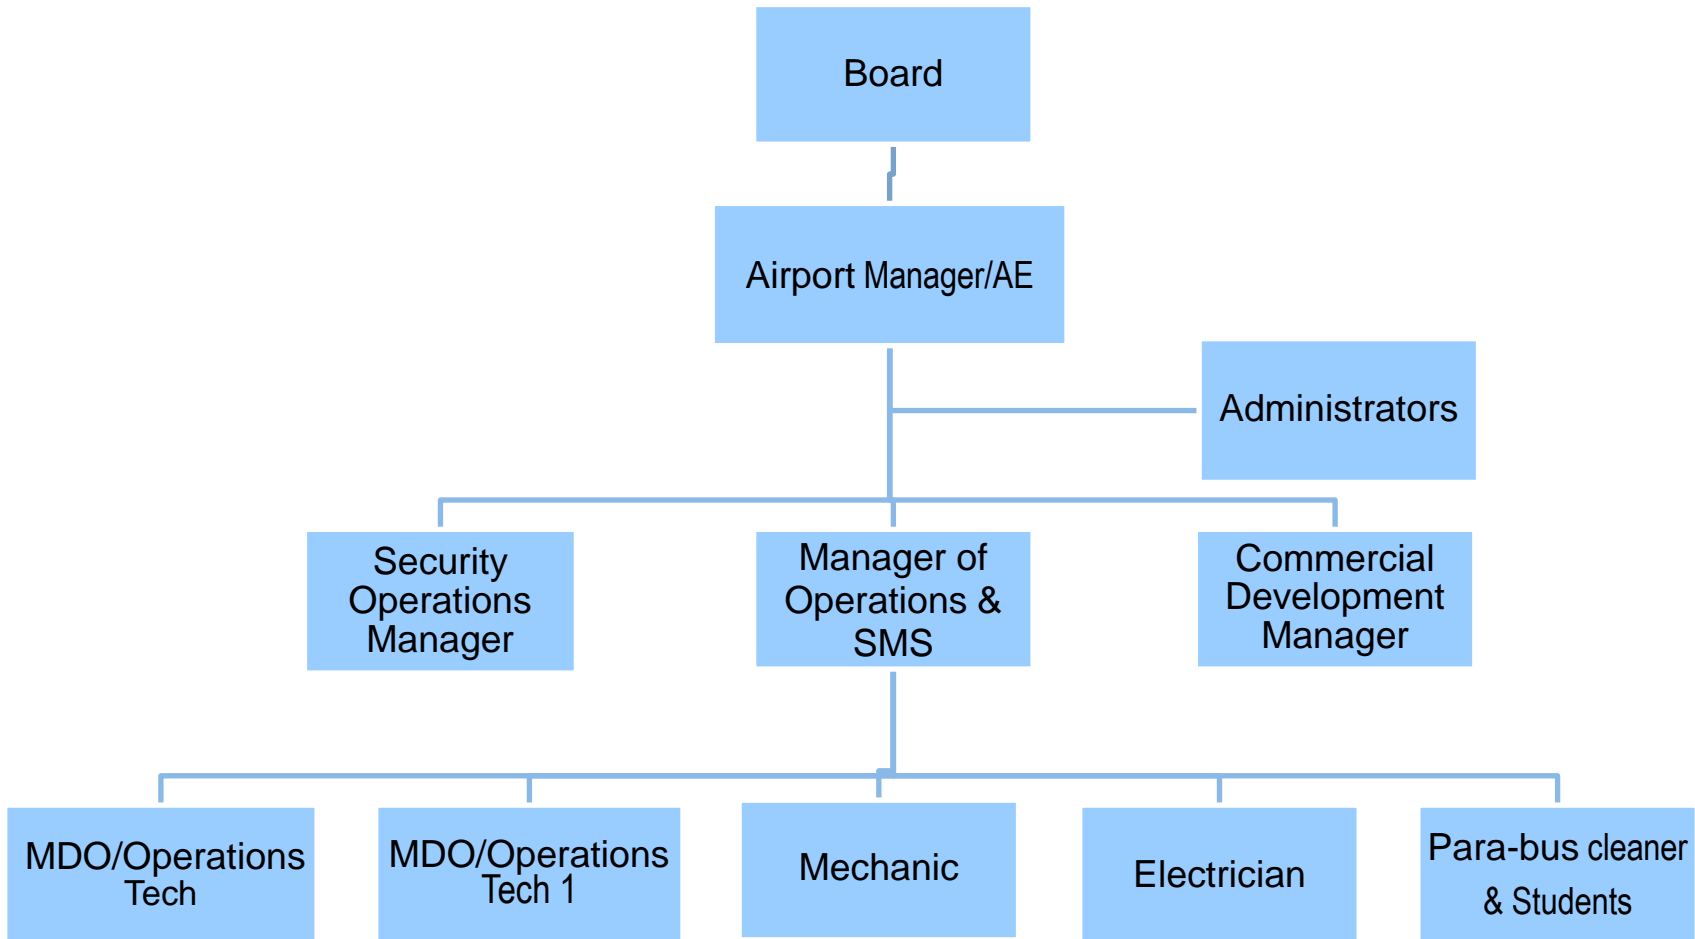 Board
Airport Manager/AE
Administrators
Security
Operations
Manager
Manager of
Operations &
SMS
Commercial
Development
Manager
MDO/Operations
Tech
MDO/Operations
Tech 1
Mechanic
Electrician
Para-bus cleaner
& Students